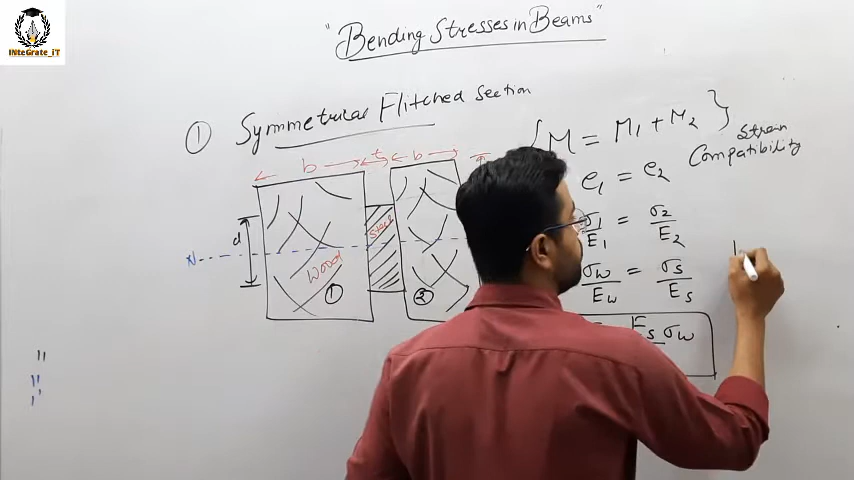 INteGrate_iT
"Bending Stresses in Beams"
① Symmetrical Flitched Section
b t b
d
N
Wood
Steel
① ②
M = M₁ + M₂
Strain
Compatibility
e₁ = e₂
σ₁/E₁ = σ₂/E₂
σw/Ew = σs/Es
Es σw